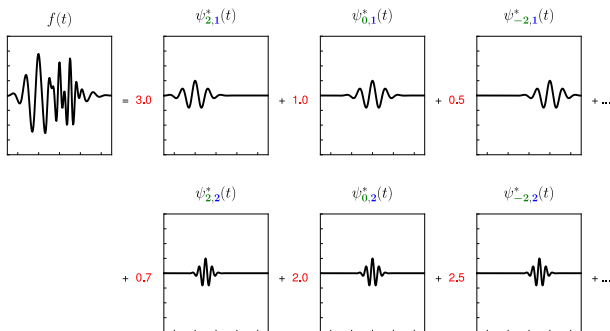 f(t) ψ*2,1(t) ψ*0,1(t) ψ*−2,1(t)
= 3.0 + 1.0 + 0.5 + ...
ψ*2,2(t) ψ*0,2(t) ψ*−2,2(t)
+ 0.7 + 2.0 + 2.5 + ...